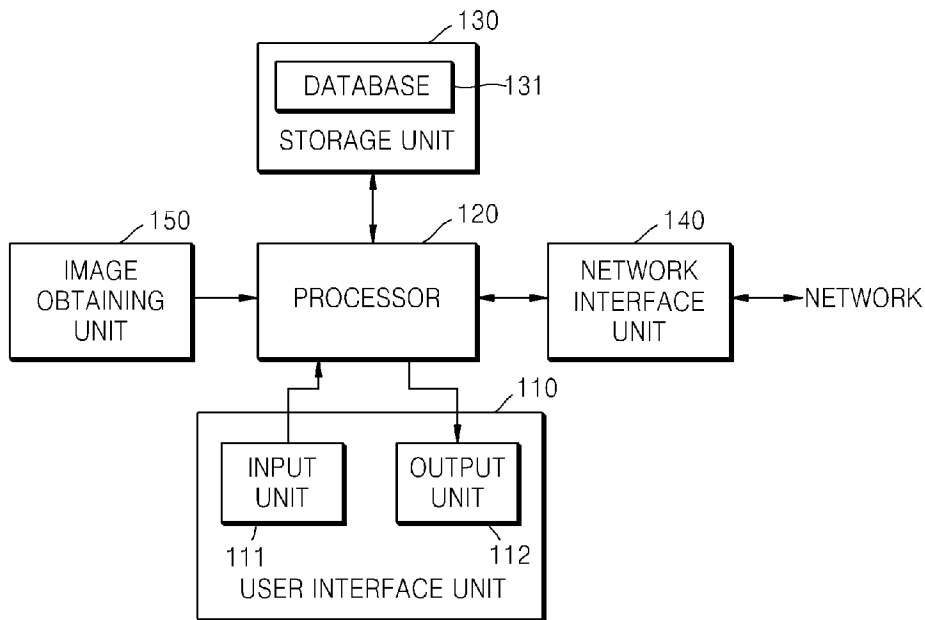 130
DATABASE
131
STORAGE UNIT
150
120
140
IMAGE
OBTAINING
UNIT
PROCESSOR
NETWORK
INTERFACE
UNIT
NETWORK
110
INPUT
UNIT
OUTPUT
UNIT
111
112
USER INTERFACE UNIT